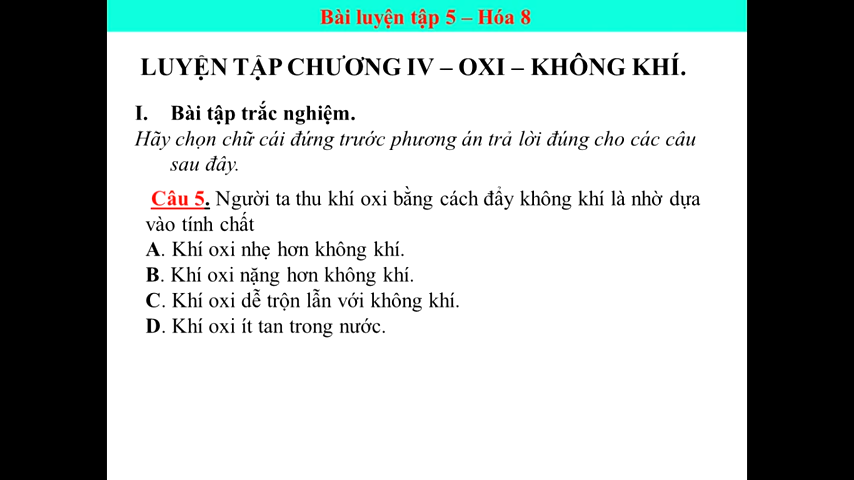 Bài luyện tập 5 – Hóa 8
LUYỆN TẬP CHƯƠNG IV – OXI – KHÔNG KHÍ.
I. Bài tập trắc nghiệm.
Hãy chọn chữ cái đứng trước phương án trả lời đúng cho các câu
sau đây.
Câu 5. Người ta thu khí oxi bằng cách đẩy không khí là nhờ dựa
vào tính chất
A. Khí oxi nhẹ hơn không khí.
B. Khí oxi nặng hơn không khí.
C. Khí oxi dễ trộn lẫn với không khí.
D. Khí oxi ít tan trong nước.